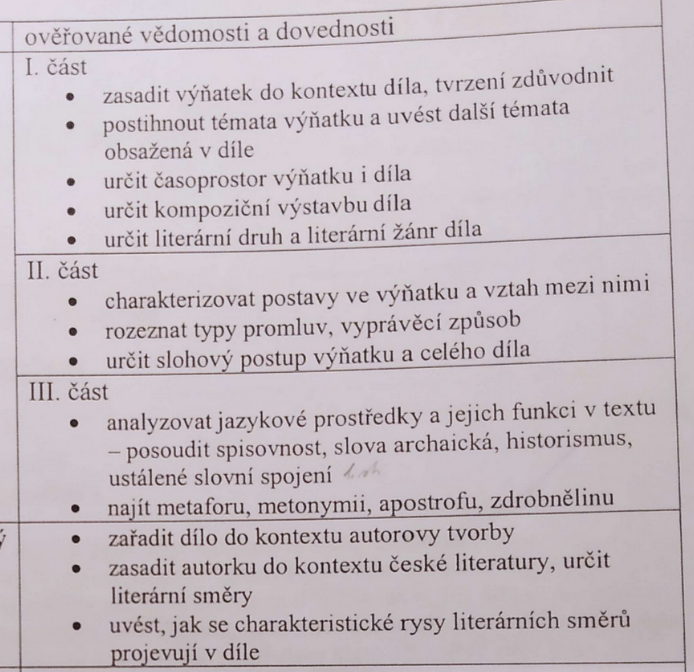 ověřované vědomosti a dovednosti
I. část
• zasadit výňatek do kontextu díla, tvrzení zdůvodnit
• postihnout témata výňatku a uvést další témata
obsažená v díle
• určit časoprostor výňatku i díla
• určit kompoziční výstavbu díla
• určit literární druh a literární žánr díla
II. část
• charakterizovat postavy ve výňatku a vztah mezi nimi
• rozeznat typy promluv, vyprávěcí způsob
• určit slohový postup výňatku a celého díla
III. část
• analyzovat jazykové prostředky a jejich funkci v textu
– posoudit spisovnost, slova archaická, historismus,
ustálené slovní spojení
• najít metaforu, metonymii, apostrofu, zdrobnělinu
ý
• zařadit dílo do kontextu autorovy tvorby
• zasadit autorku do kontextu české literatury, určit
literární směry
• uvést, jak se charakteristické rysy literárních směrů
projevují v díle